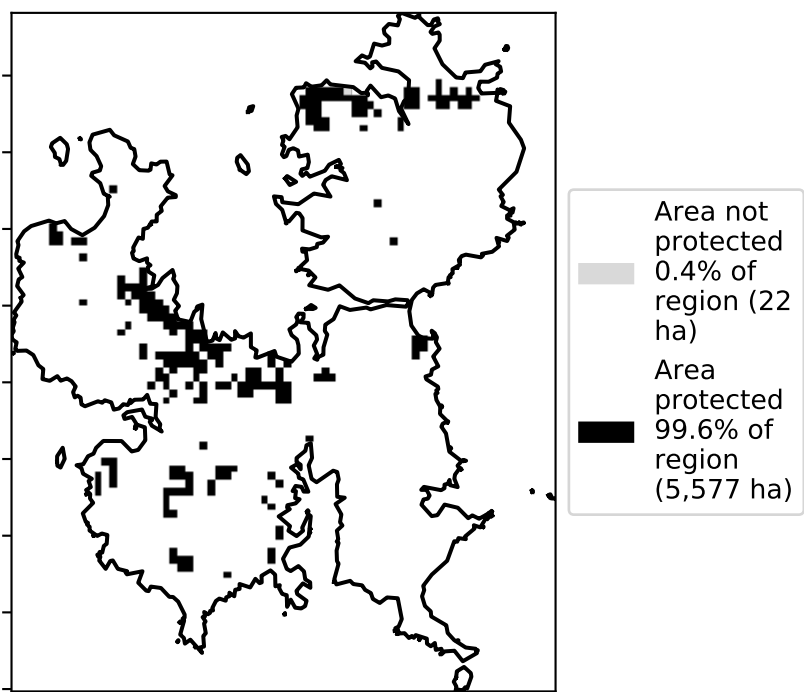 Area not
protected
0.4% of
region (22
ha)
Area
protected
99.6% of
region
(5,577 ha)